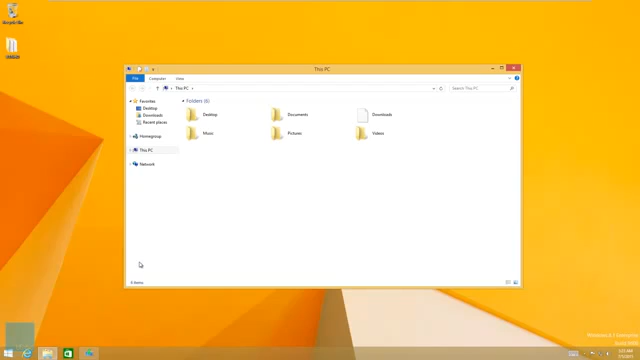 Recycle Bin
This PC
File Computer View
This PC
Search This PC
Favorites
Desktop
Downloads
Recent places
Homegroup
This PC
Network
Folders (6)
Desktop
Documents
Downloads
Music
Pictures
Videos
6 items